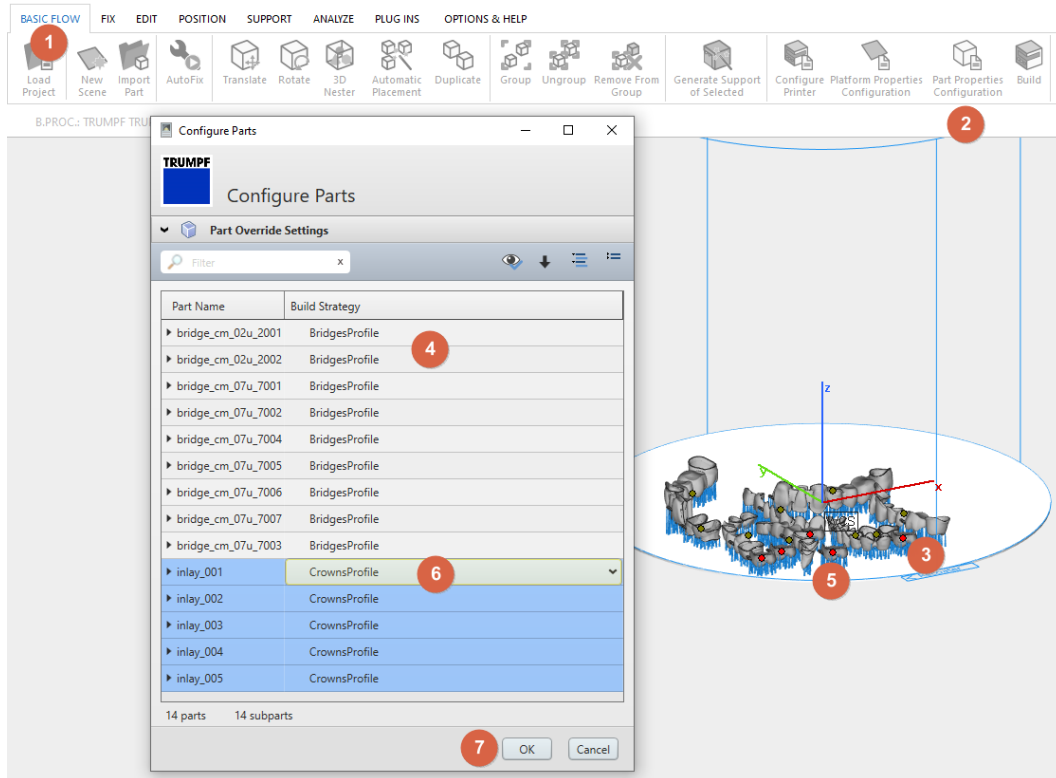 BASIC FLOW FIX EDIT POSITION SUPPORT ANALYZE PLUG INS OPTIONS & HELP
1
Load Project
New Scene
Import Part
AutoFix
Translate
Rotate
3D Nester
Automatic Placement
Duplicate
Group
Ungroup
Remove From Group
Generate Support of Selected
Configure Printer
Platform Properties Configuration
Part Properties Configuration
Build
2
B.PROC.: TRUMPF TRU
Configure Parts
TRUMPF
Configure Parts
Part Override Settings
Filter x
Part Name Build Strategy
bridge_cm_02u_2001 BridgesProfile
4
bridge_cm_02u_2002 BridgesProfile
bridge_cm_07u_7001 BridgesProfile
bridge_cm_07u_7002 BridgesProfile
bridge_cm_07u_7004 BridgesProfile
bridge_cm_07u_7005 BridgesProfile
bridge_cm_07u_7006 BridgesProfile
bridge_cm_07u_7007 BridgesProfile
bridge_cm_07u_7003 BridgesProfile
inlay_001 CrownsProfile 6
inlay_002 CrownsProfile
inlay_003 CrownsProfile
inlay_004 CrownsProfile
inlay_005 CrownsProfile
14 parts 14 subparts
7 OK Cancel
z
y
x
3
5